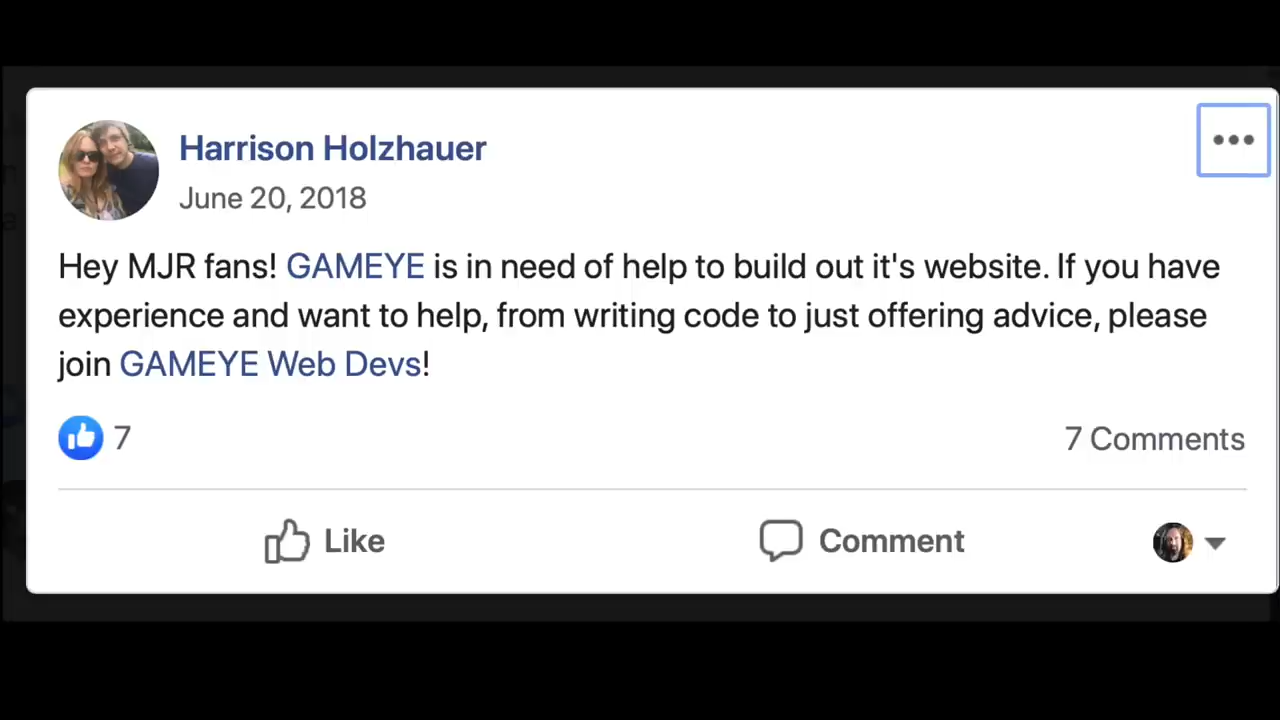 Harrison Holzhauer
June 20, 2018
Hey MJR fans! GAMEYE is in need of help to build out it's website. If you have
experience and want to help, from writing code to just offering advice, please
join GAMEYE Web Devs!
7
7 Comments
Like
Comment